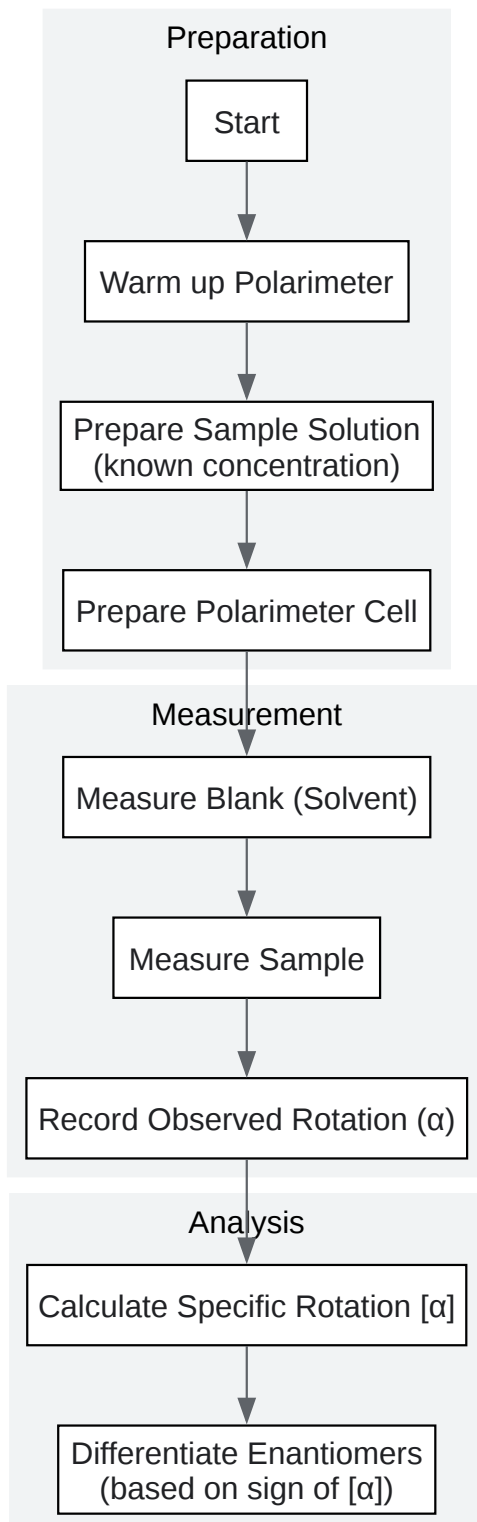 Preparation
Start
Warm up Polarimeter
Prepare Sample Solution
(known concentration)
Prepare Polarimeter Cell
Measurement
Measure Blank (Solvent)
Measure Sample
Record Observed Rotation (α)
Analysis
Calculate Specific Rotation [α]
Differentiate Enantiomers
(based on sign of [α])